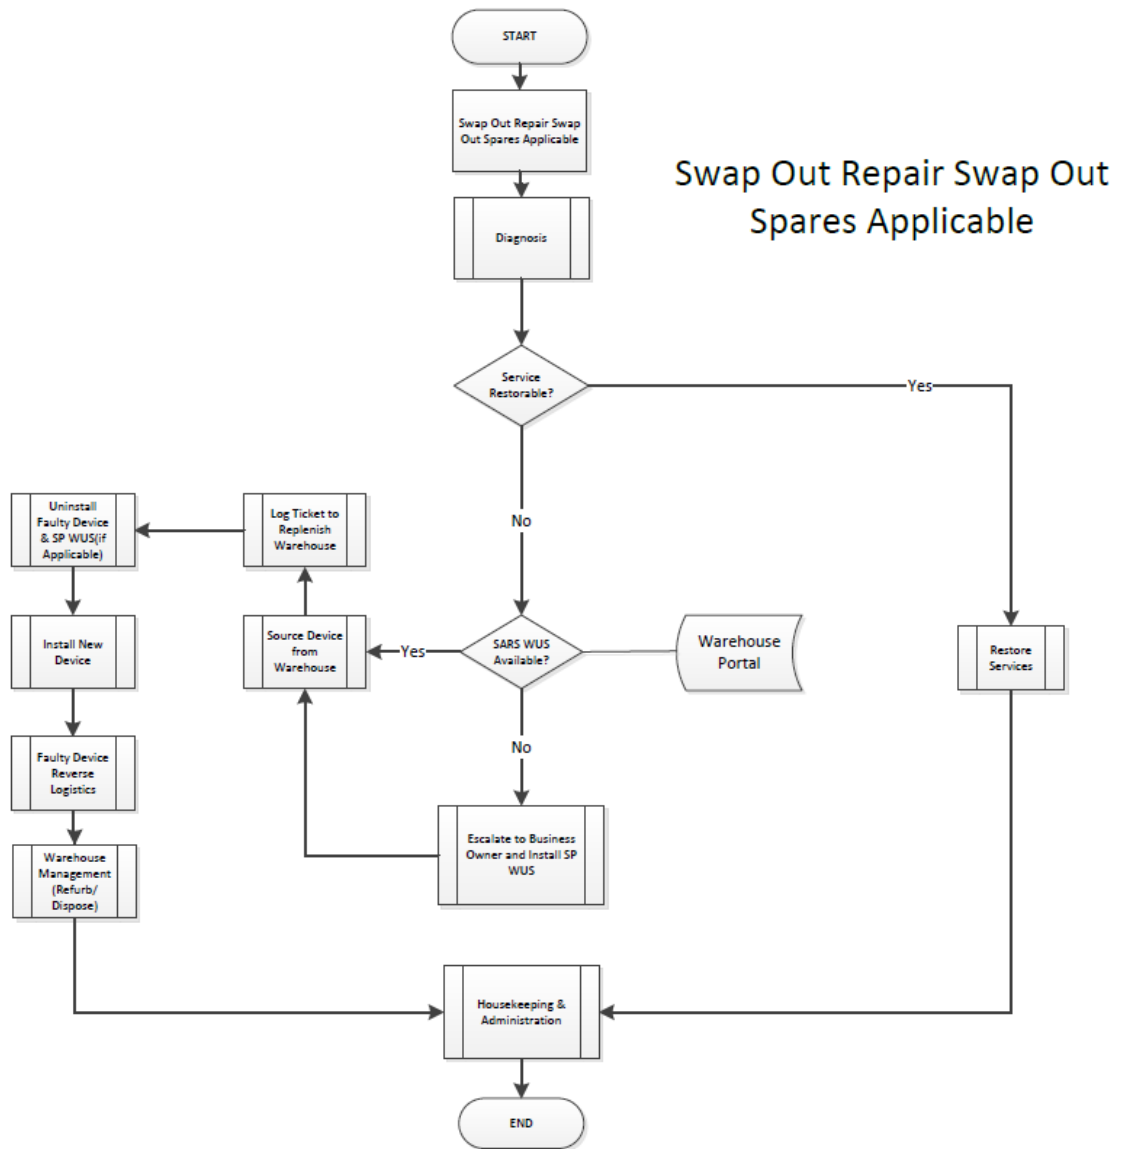 START
Swap Out Repair Swap
Out Spares Applicable
Swap Out Repair Swap Out
Spares Applicable
Diagnosis
Service
Restorable?
Yes
No
Uninstall
Faulty Device
& SP WUS(if
Applicable)
Log Ticket to
Replenish
Warehouse
Install New
Device
Source Device
from
Warehouse
Yes
SARS WUS
Available?
Warehouse
Portal
Restore
Services
No
Faulty Device
Reverse
Logistics
Escalate to Business
Owner and Install SP
WUS
Warehouse
Management
(Refurb/
Dispose)
Housekeeping &
Administration
END